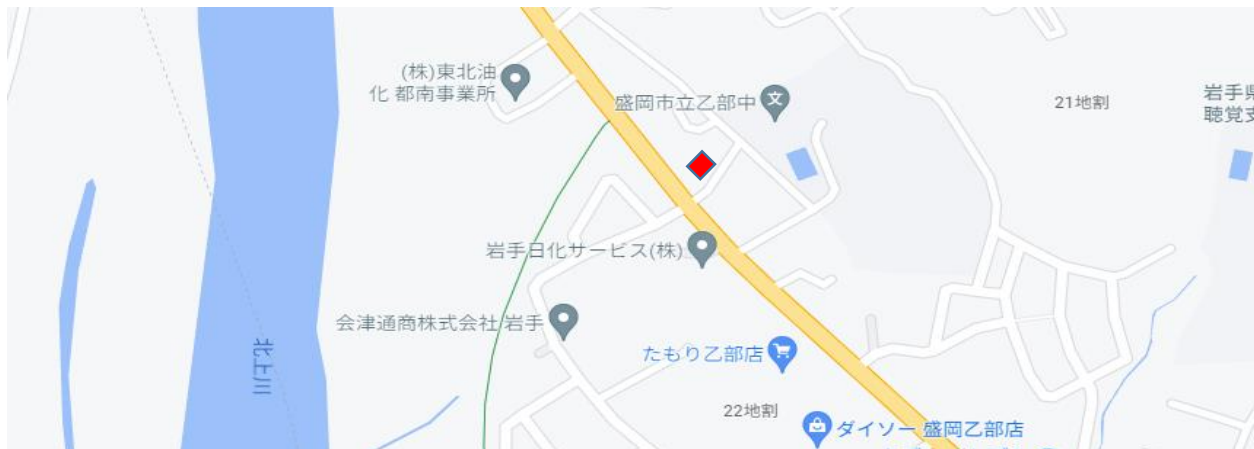 (株)東北油
化 都南事業所
盛岡市立乙部中
文
21地割
岩手県
聴覚支
岩手日化サービス(株)
会津通商株式会社 岩手
北上川
たもり乙部店
22地割
ダイソー 盛岡乙部店